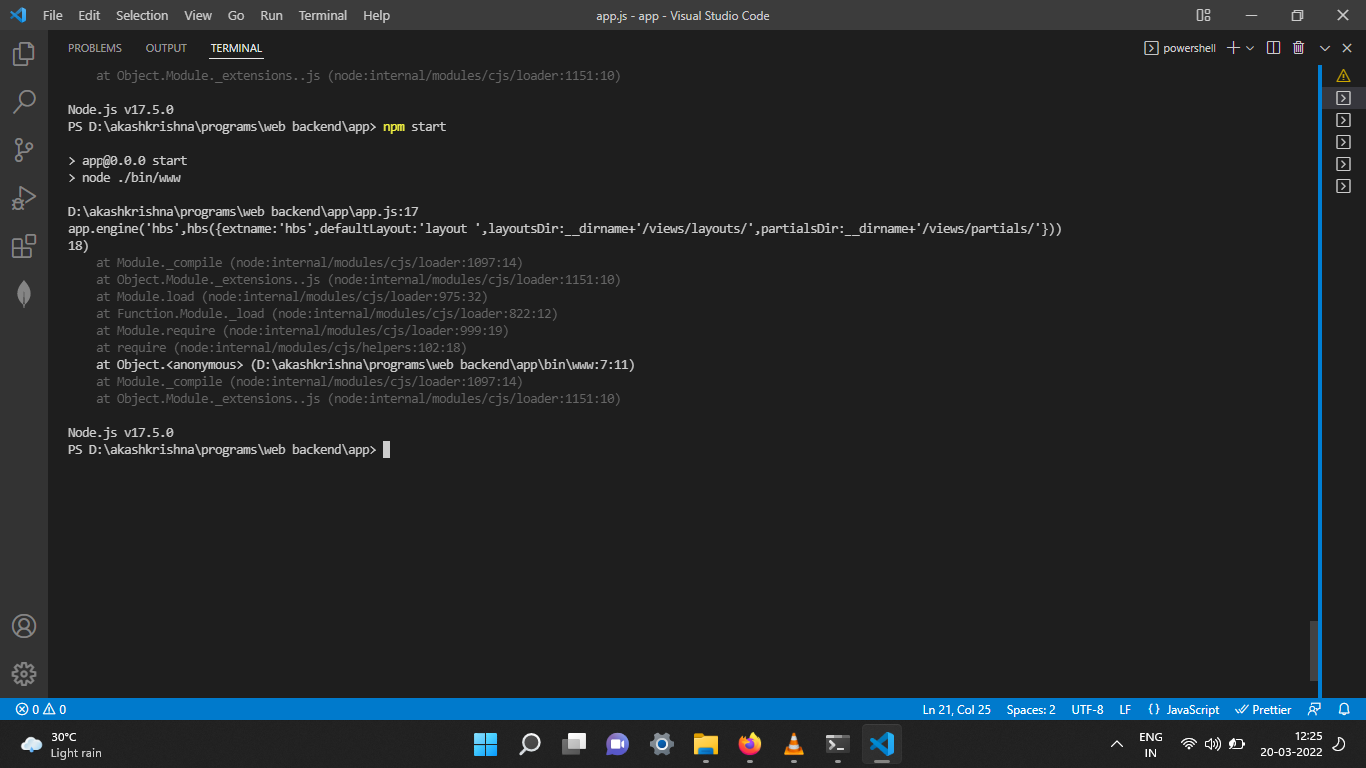 File Edit Selection View Go Run Terminal Help app.js - app - Visual Studio Code
PROBLEMS OUTPUT TERMINAL powershell
at Object.Module._extensions..js (node:internal/modules/cjs/loader:1151:10)
Node.js v17.5.0
PS D:\akashkrishna\programs\web backend\app> npm start
> app@0.0.0 start
> node ./bin/www
D:\akashkrishna\programs\web backend\app\app.js:17
app.engine('hbs',hbs({extname:'hbs',defaultLayout:'layout ',layoutsDir:__dirname+'/views/layouts/',partialsDir:__dirname+'/views/partials/'}))
18)
at Module._compile (node:internal/modules/cjs/loader:1097:14)
at Object.Module._extensions..js (node:internal/modules/cjs/loader:1151:10)
at Module.load (node:internal/modules/cjs/loader:975:32)
at Function.Module._load (node:internal/modules/cjs/loader:822:12)
at Module.require (node:internal/modules/cjs/loader:999:19)
at require (node:internal/modules/cjs/helpers:102:18)
at Object.<anonymous> (D:\akashkrishna\programs\web backend\app\bin\www:7:11)
at Module._compile (node:internal/modules/cjs/loader:1097:14)
at Object.Module._extensions..js (node:internal/modules/cjs/loader:1151:10)
Node.js v17.5.0
PS D:\akashkrishna\programs\web backend\app>
0 0 Ln 21, Col 25 Spaces: 2 UTF-8 LF {} JavaScript Prettier
30°C
Light rain
ENG
IN
12:25
20-03-2022